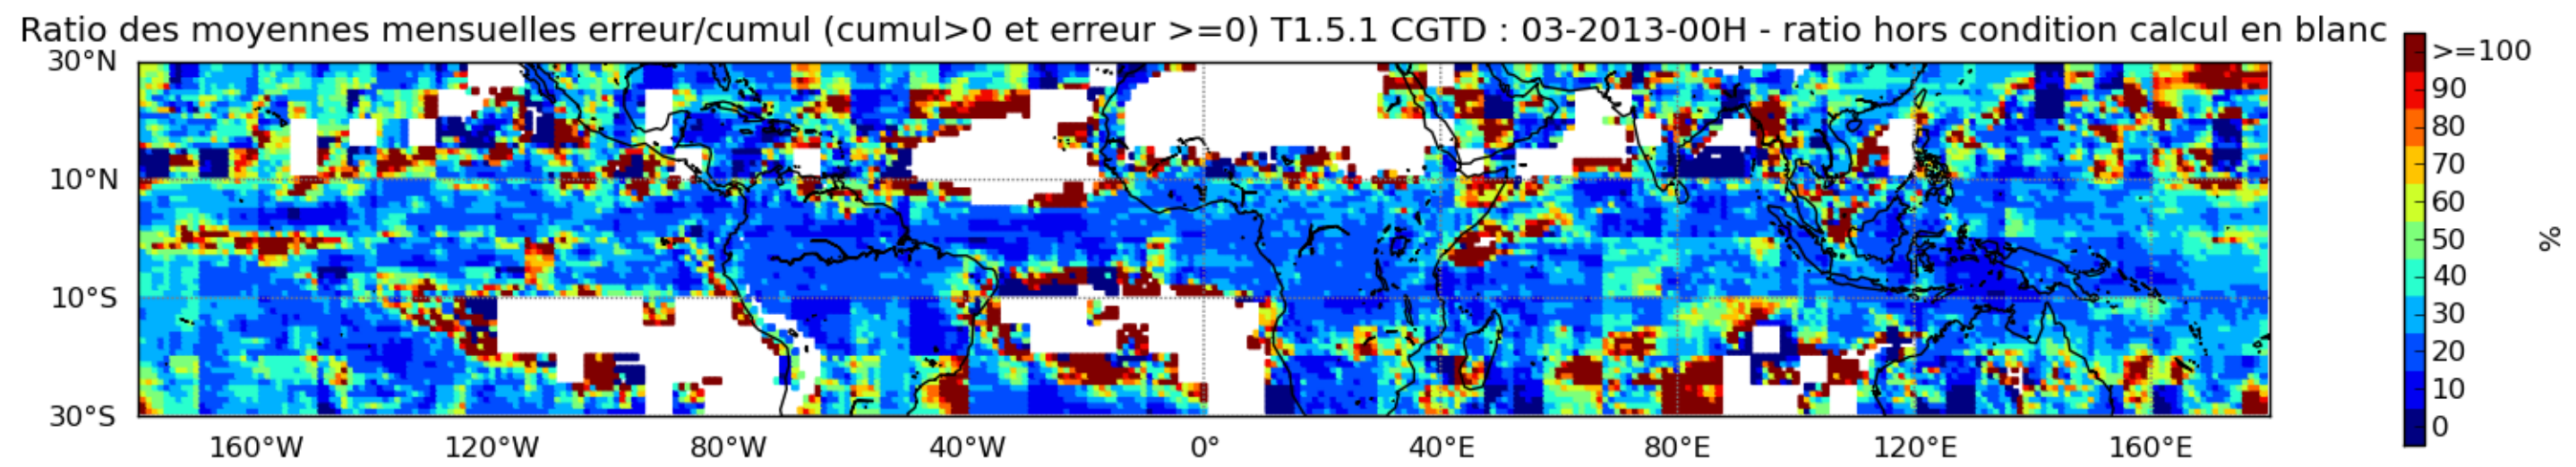 Ratio des moyennes mensuelles erreur/cumul (cumul>0 et erreur >=0) T1.5.1 CGTD : 03-2013-00H - ratio hors condition calcul en blanc
30°N
10°N
10°S
30°S
160°W 120°W 80°W 40°W 0° 40°E 80°E 120°E 160°E
>=100
90
80
70
60
50
40
30
20
10
0
%